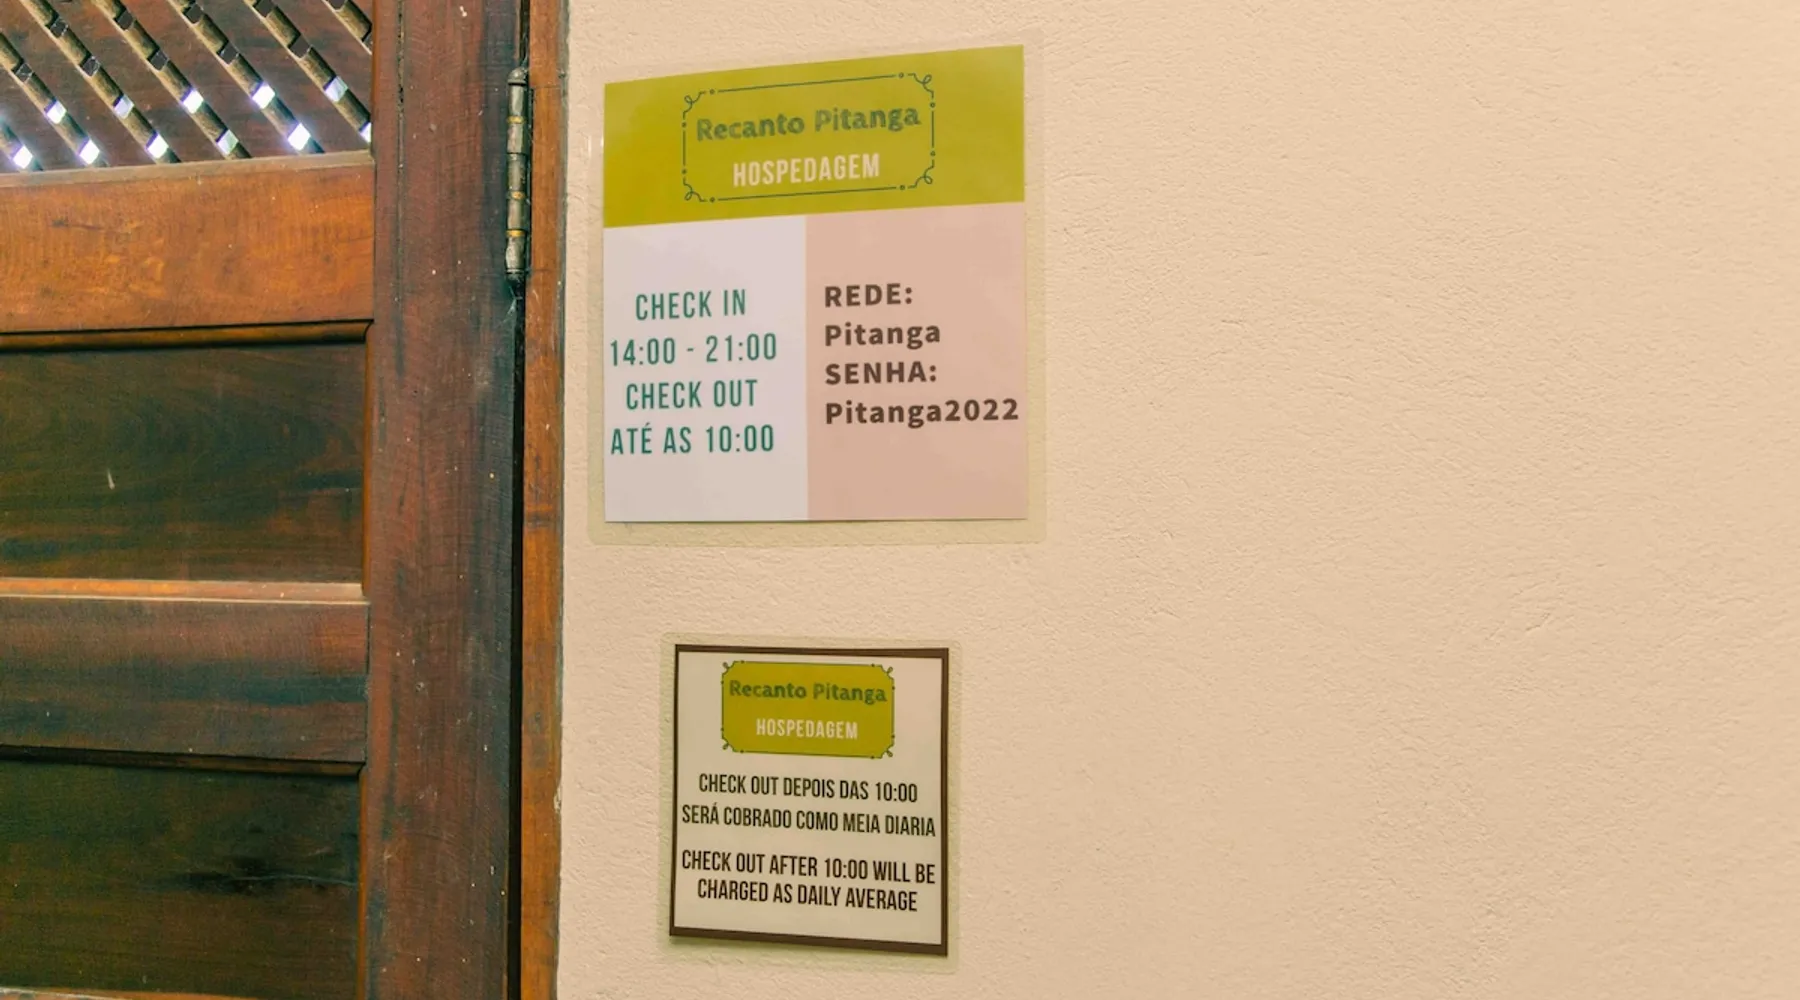 Recanto Pitanga
HOSPEDAGEM
CHECK IN
14:00 - 21:00
CHECK OUT
ATÉ AS 10:00
REDE:
Pitanga
SENHA:
Pitanga2022
Recanto Pitanga
HOSPEDAGEM
CHECK OUT DEPOIS DAS 10:00
SERÁ COBRADO COMO MEIA DIARIA
CHECK OUT AFTER 10:00 WILL BE
CHARGED AS DAILY AVERAGE